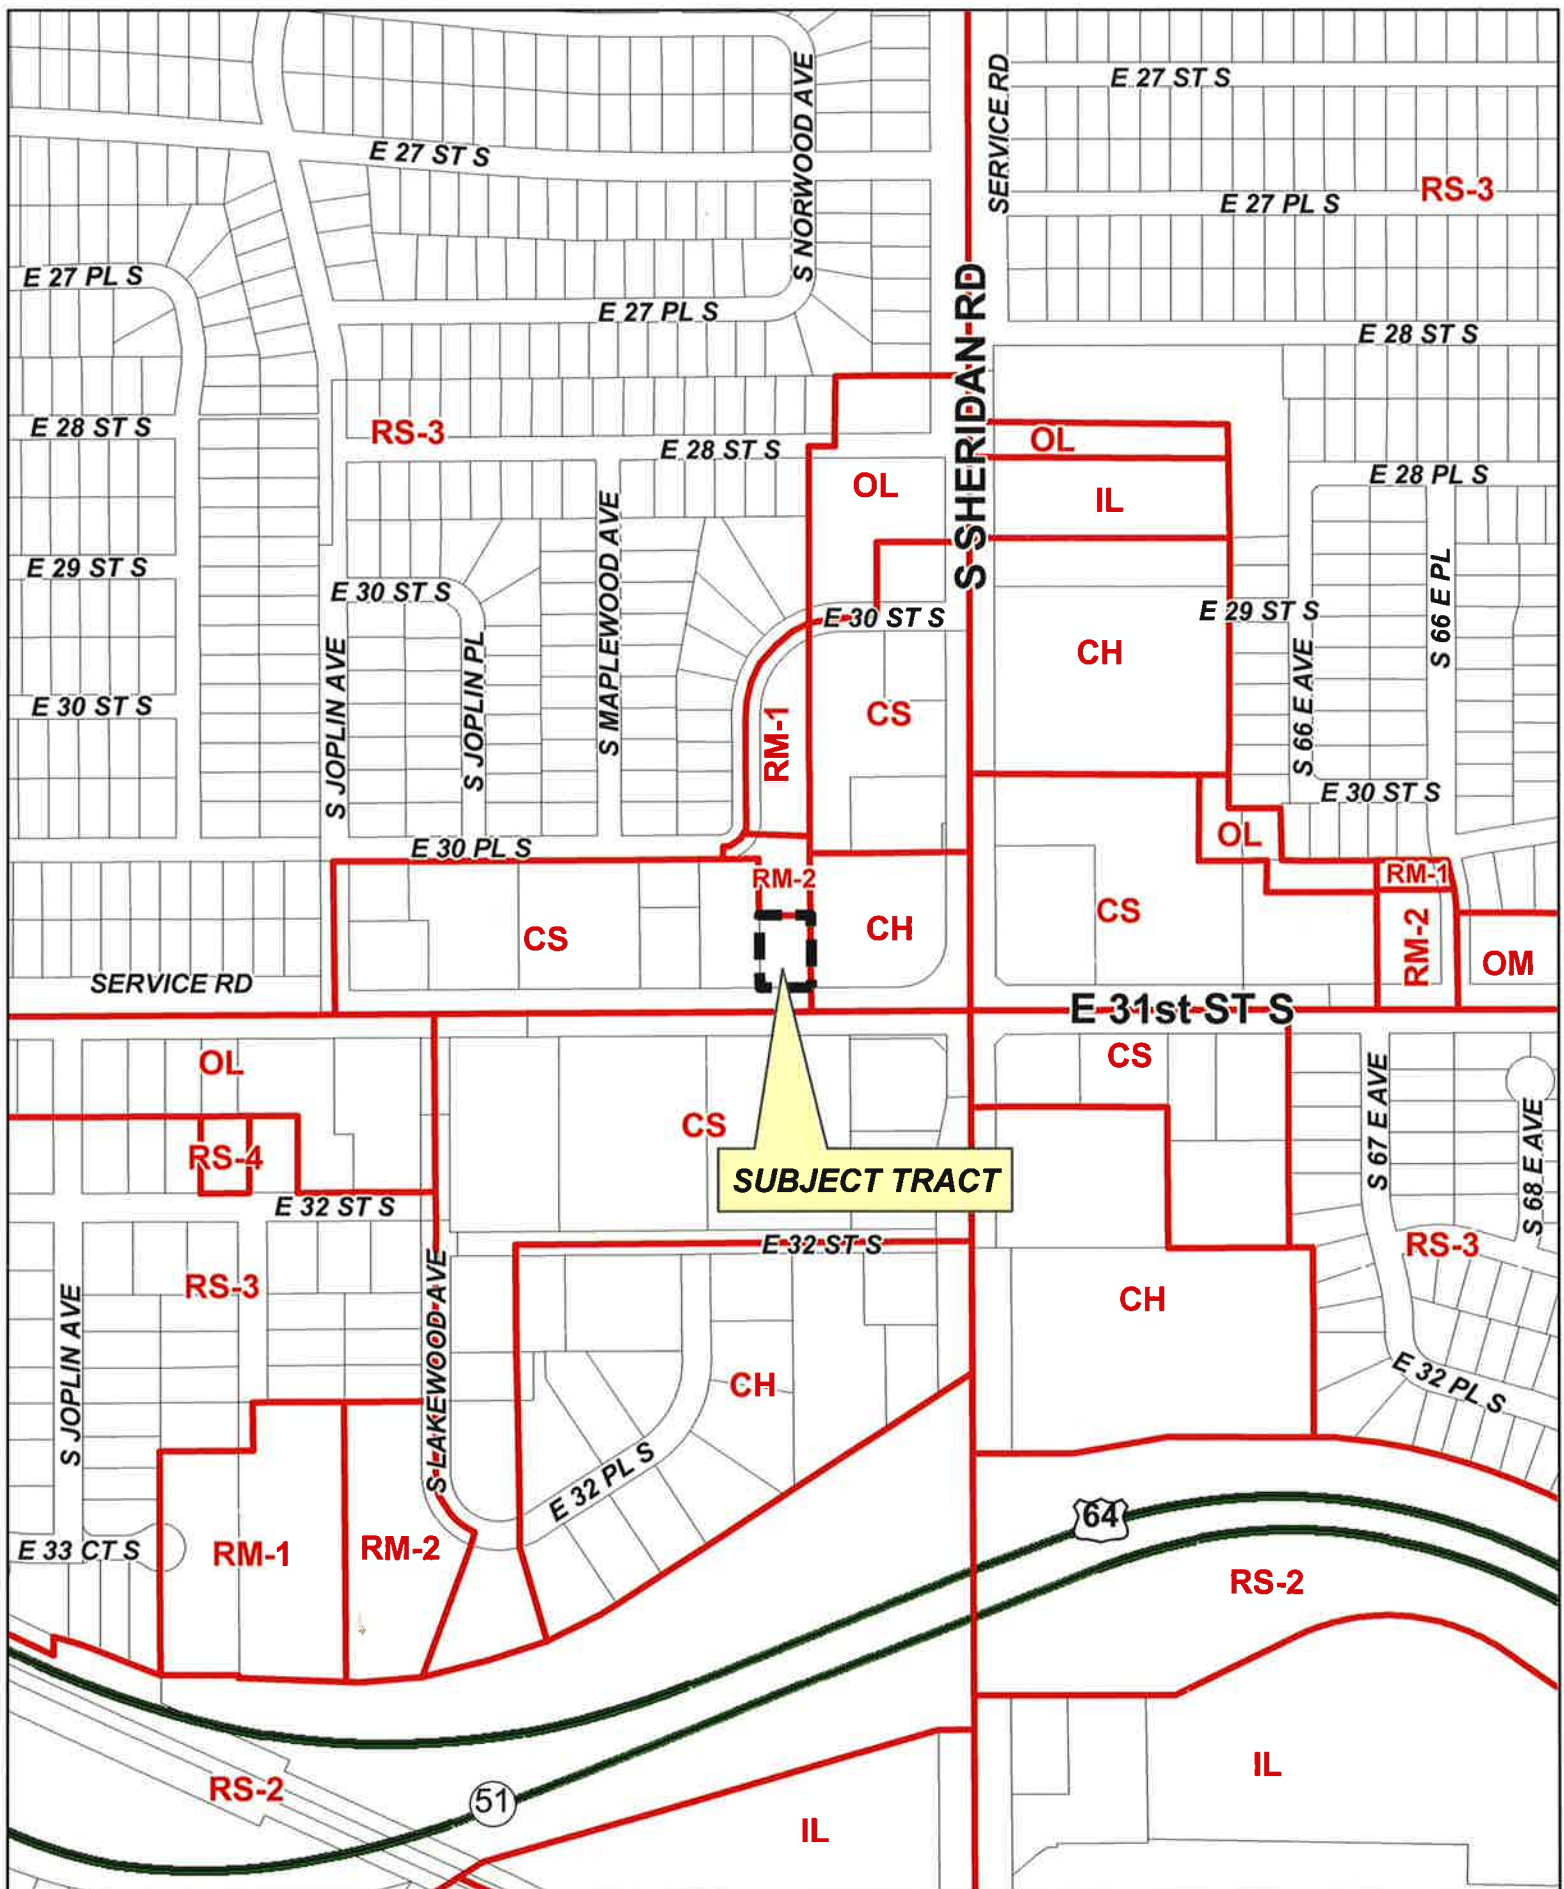 E 27 ST S
SERVICE RD
S NORWOOD AVE
E 27 ST S
RS-3
E 27 PL S
E 27 PL S
E 27 PL S
S SHERIDAN RD
E 28 ST S
E 28 ST S
RS-3
E 28 ST S
OL
OL
IL
E 28 PL S
S MAPLEWOOD AVE
E 29 ST S
E 30 ST S
E 30 ST S
E 29 ST S
S 66 E PL
S JOPLIN AVE
S JOPLIN PL
CH
S 66 E AVE
E 30 ST S
RM-1
CS
E 30 ST S
E 30 PL S
OL
RM-2
RM-1
CS
CH
CS
RM-2
OM
SERVICE RD
E 31st ST S
OL
CS
CS
S 67 E AVE
S 68 E AVE
RS-4
SUBJECT TRACT
E 32 ST S
E 32 ST S
RS-3
RS-3
CH
S JOPLIN AVE
S LAKEWOOD AVE
CH
E 32 PL S
E 32 PL S
64
E 33 CT S
RM-1
RM-2
RS-2
RS-2
51
IL
IL